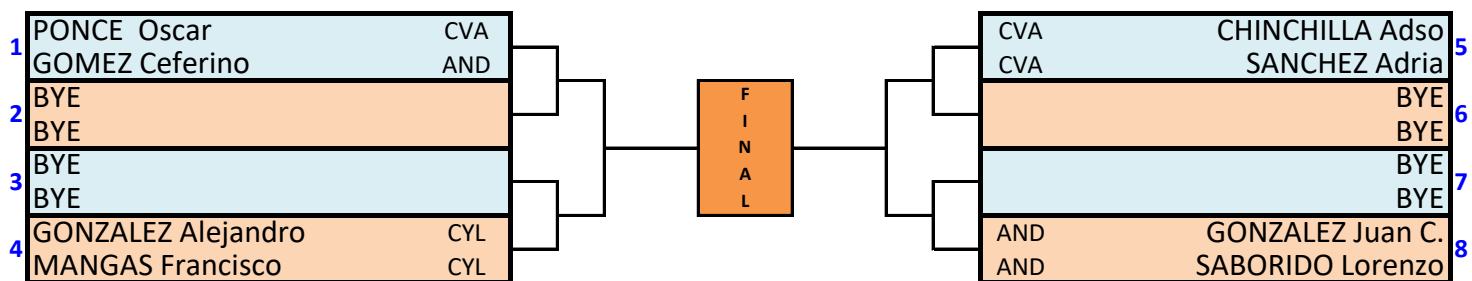 1 PONCE Oscar CVA
GOMEZ Ceferino AND
2 BYE
BYE
3 BYE
BYE
4 GONZALEZ Alejandro CYL
MANGAS Francisco CYL
F
I
N
A
L
CVA CHINCHILLA Adso 5
CVA SANCHEZ Adria
BYE 6
BYE
BYE 7
BYE
AND GONZALEZ Juan C. 8
AND SABORIDO Lorenzo